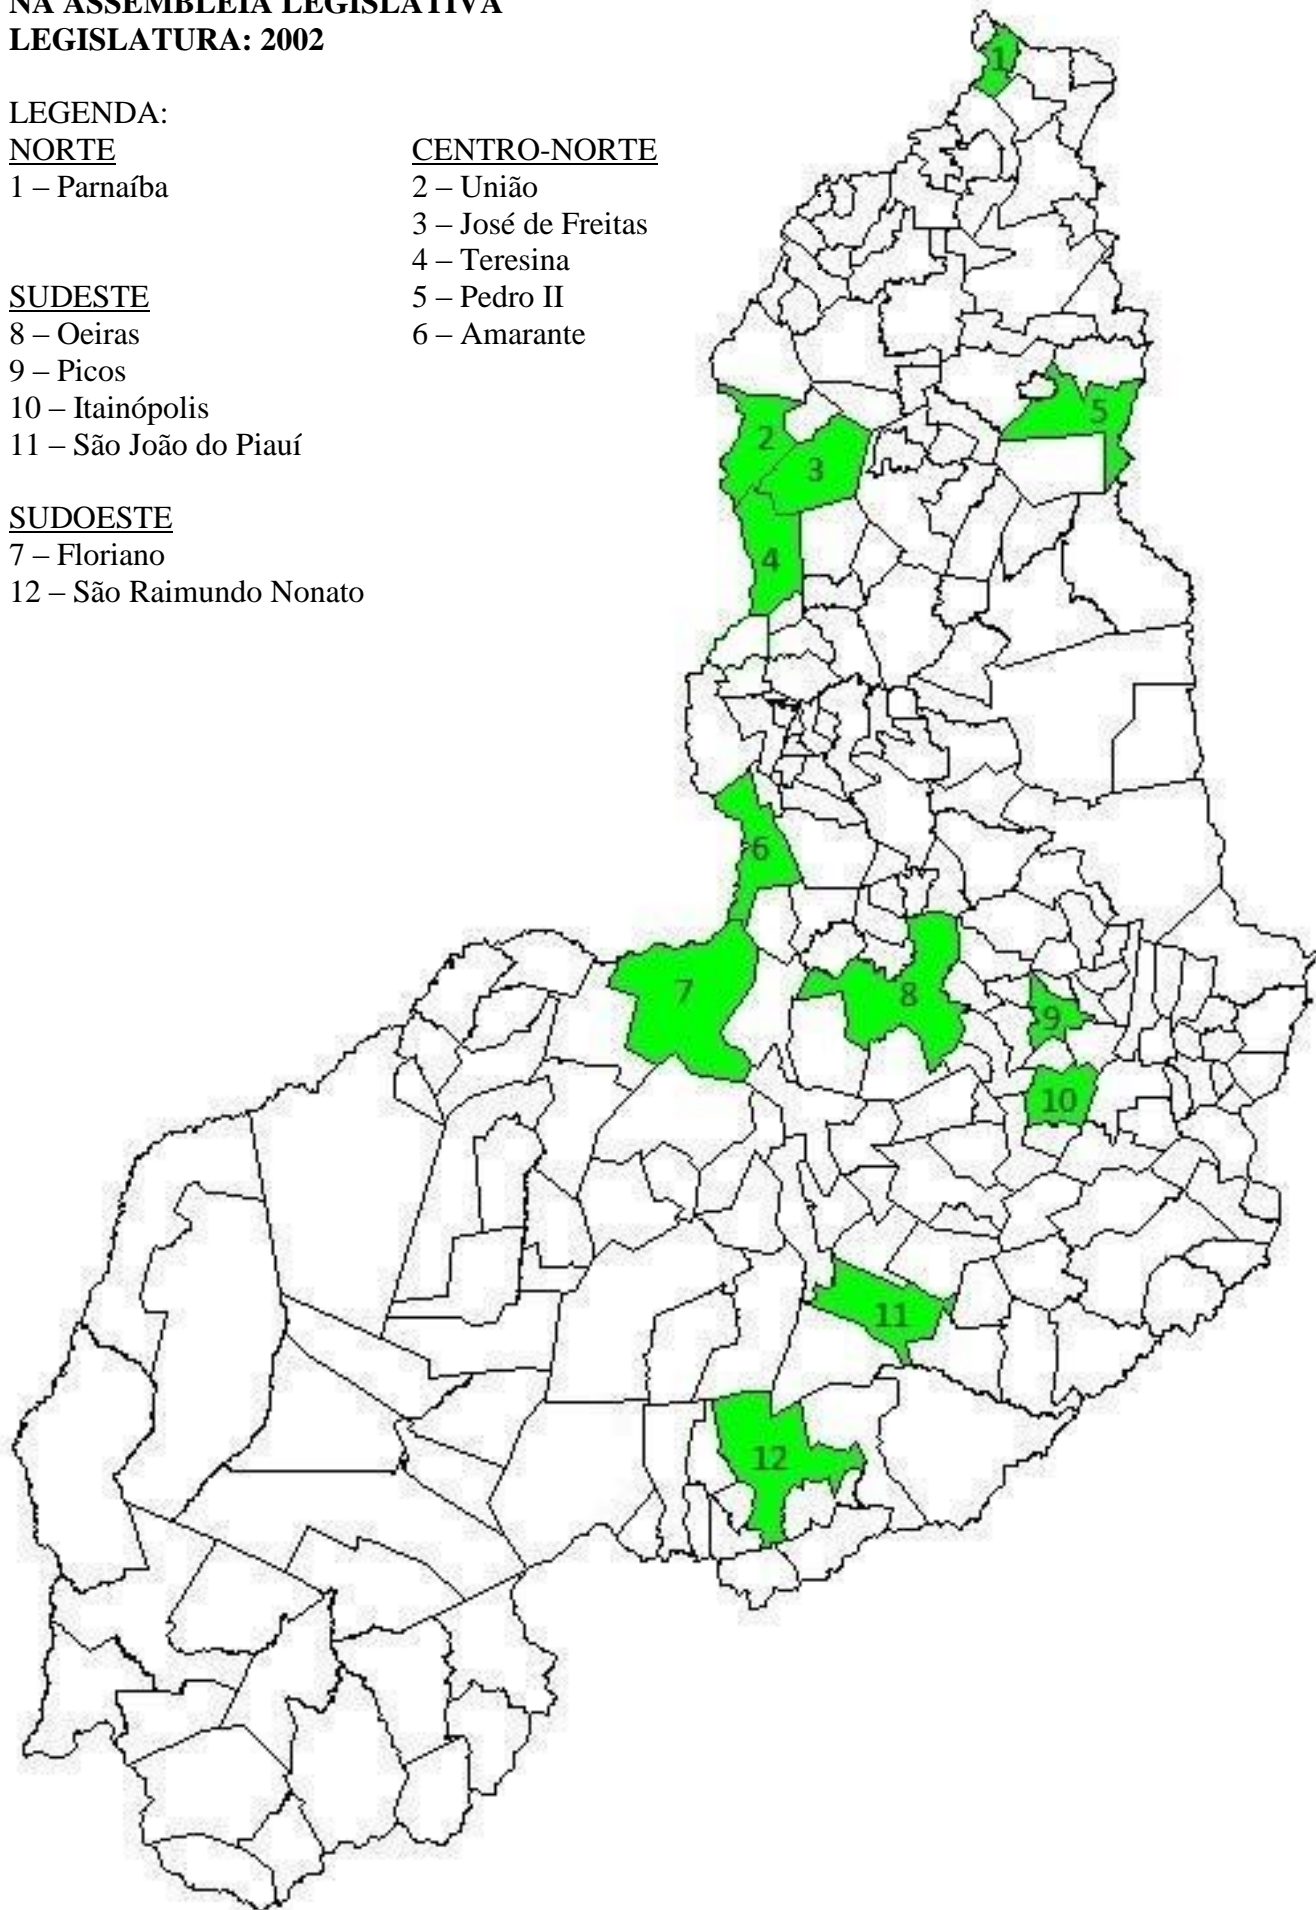 NA ASSEMBLEIA LEGISLATIVA
LEGISLATURA: 2002
LEGENDA:
NORTE
1 – Parnaíba
SUDESTE
8 – Oeiras
9 – Picos
10 – Itainópolis
11 – São João do Piauí
SUDOESTE
7 – Floriano
12 – São Raimundo Nonato
CENTRO-NORTE
2 – União
3 – José de Freitas
4 – Teresina
5 – Pedro II
6 – Amarante
1
5
2
3
4
6
7
8
9
10
11
12